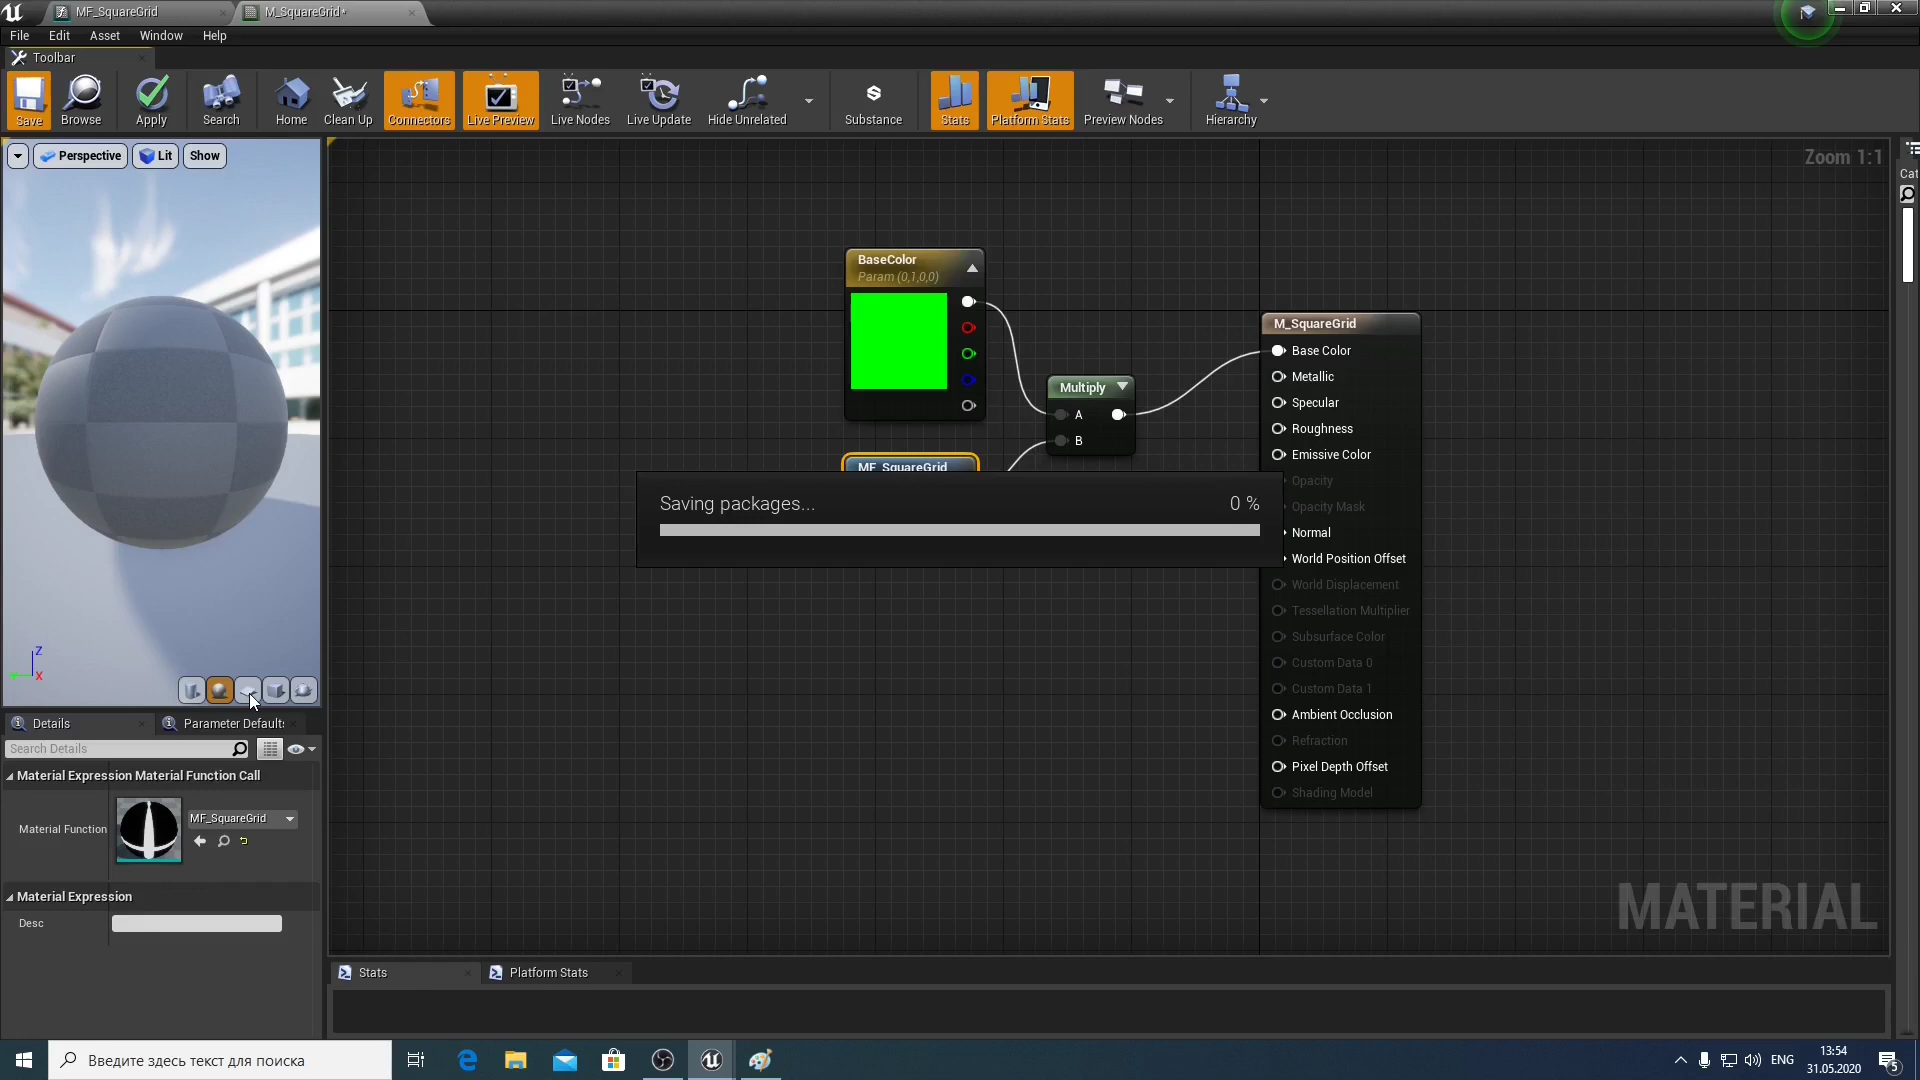 MF_SquareGrid
M_SquareGrid*
File Edit Asset Window Help
Toolbar
Save Browse Apply Search Home Clean Up Connectors Live Preview Live Nodes Live Update Hide Unrelated Substance Stats Platform Stats Preview Nodes Hierarchy
Perspective Lit Show
Zoom 1:1
Cat
BaseColor
Param (0,1,0,0)
Multiply
A
B
MF_SquareGrid
M_SquareGrid
Base Color
Metallic
Specular
Roughness
Emissive Color
Opacity
Opacity Mask
Normal
World Position Offset
World Displacement
Tessellation Multiplier
Subsurface Color
Custom Data 0
Custom Data 1
Ambient Occlusion
Refraction
Pixel Depth Offset
Shading Model
Saving packages... 0 %
Z
X
Details
Parameter Defaults
Search Details
Material Expression Material Function Call
Material Function
MF_SquareGrid
Material Expression
Desc
MATERIAL
Stats
Platform Stats
Введите здесь текст для поиска
ENG
13:54
31.05.2020
5